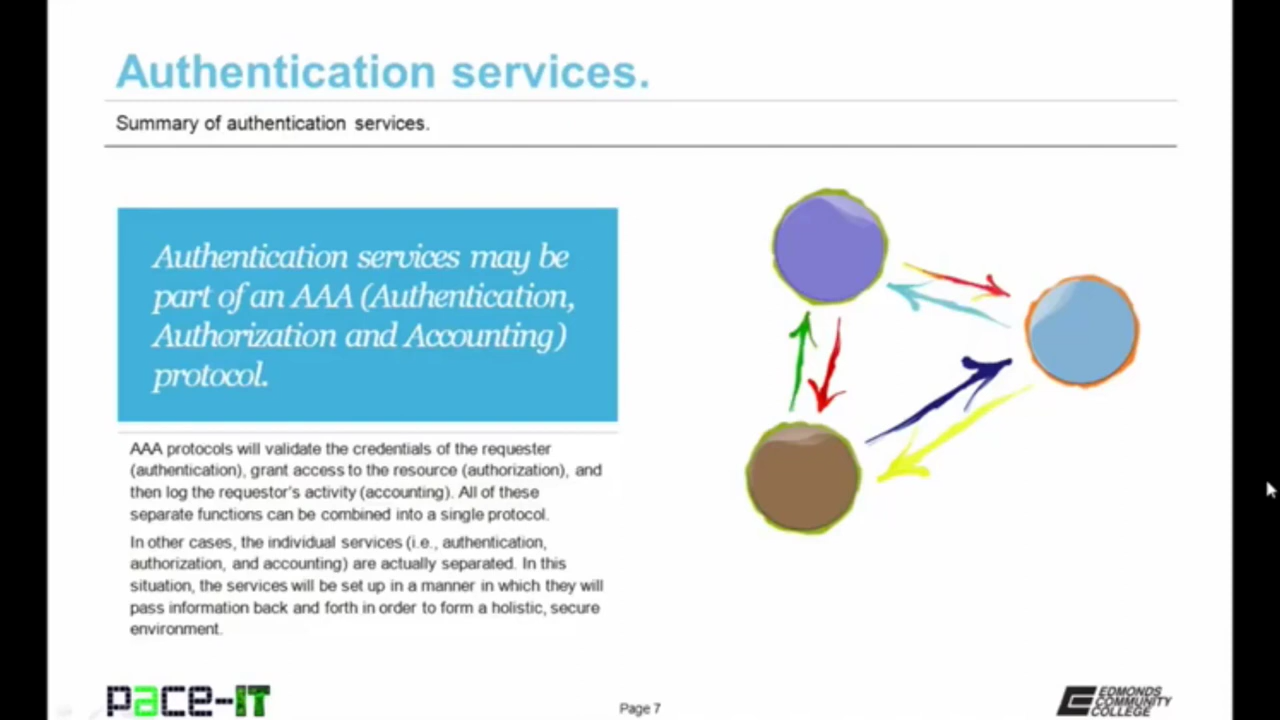 Authentication services.
Summary of authentication services.
Authentication services may be
part of an AAA (Authentication,
Authorization and Accounting)
protocol.
AAA protocols will validate the credentials of the requester
(authentication), grant access to the resource (authorization), and
then log the requestor's activity (accounting). All of these
separate functions can be combined into a single protocol.
In other cases, the individual services (i.e., authentication,
authorization, and accounting) are actually separated. In this
situation, the services will be set up in a manner in which they will
pass information back and forth in order to form a holistic, secure
environment.
pace-IT
Page 7
EDMONDS
COMMUNITY
COLLEGE